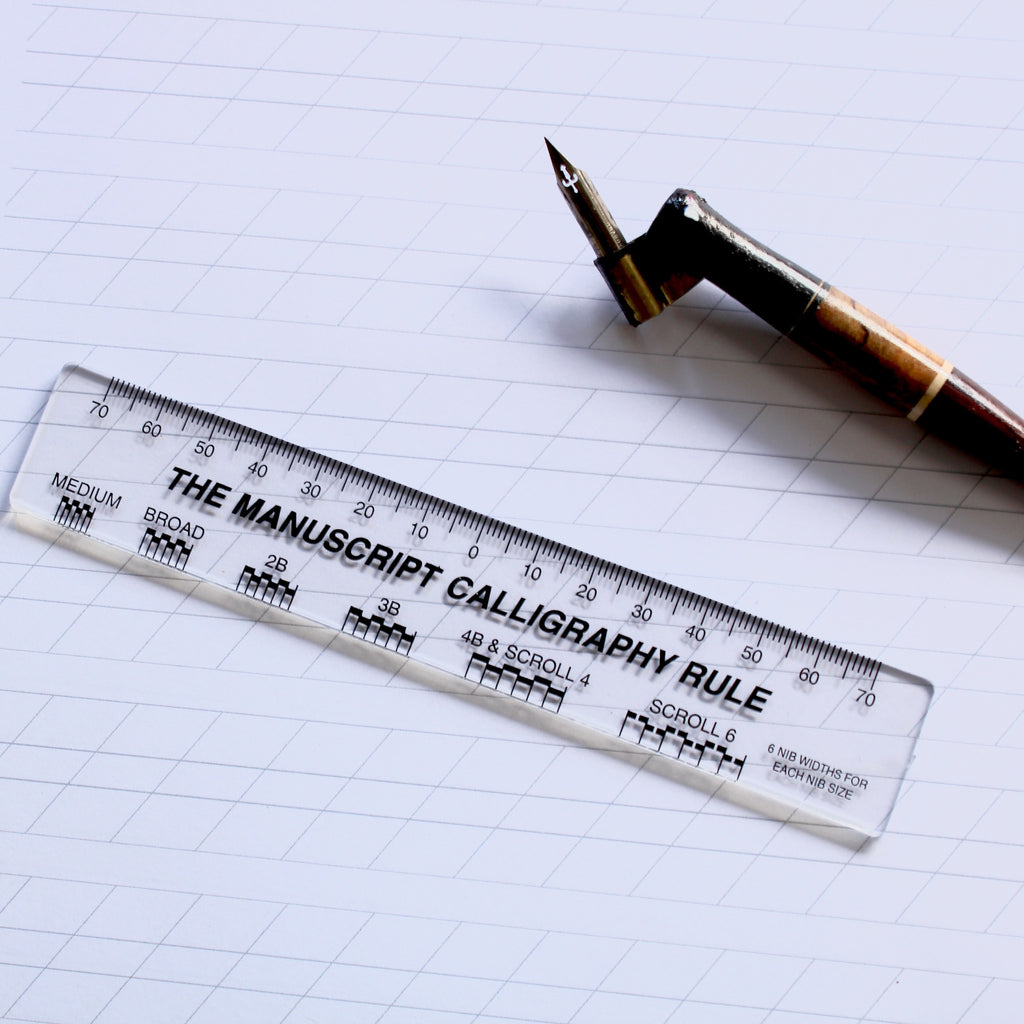 70 60 50 40 30 20 10 0 10 20 30 40 50 60 70
THE MANUSCRIPT CALLIGRAPHY RULE
MEDIUM BROAD 2B 3B 4B & SCROLL 4 SCROLL 6
6 NIB WIDTHS FOR
EACH NIB SIZE